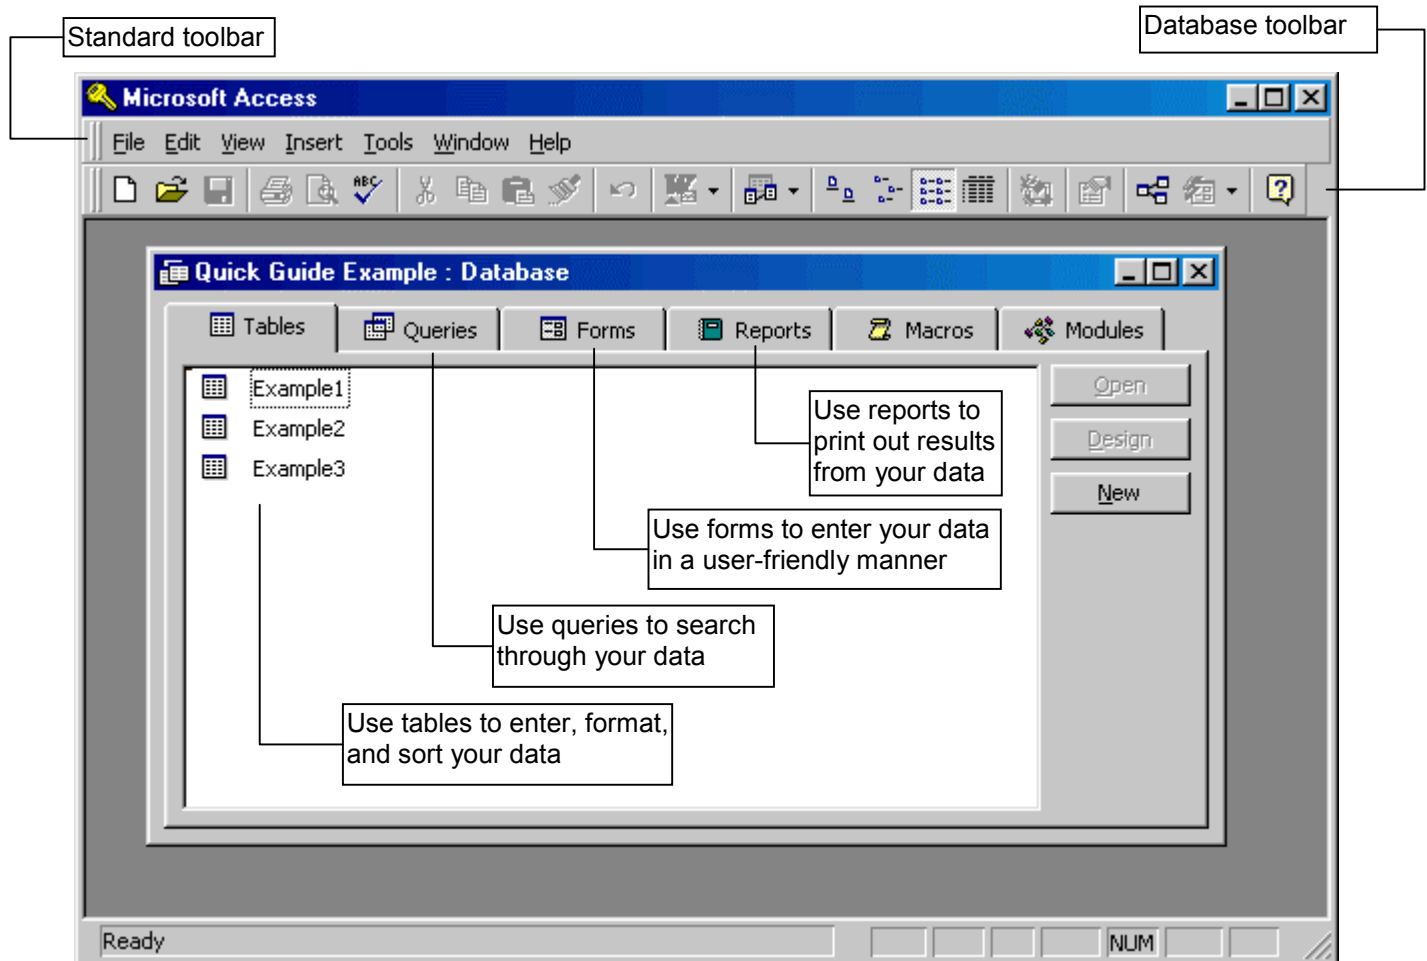 Standard toolbar
Database toolbar
Microsoft Access
File Edit View Insert Tools Window Help
ABC
Quick Guide Example : Database
Tables Queries Forms Reports Macros Modules
Example1
Example2
Example3
Open
Design
New
Use reports to
print out results
from your data
Use forms to enter your data
in a user-friendly manner
Use queries to search
through your data
Use tables to enter, format,
and sort your data
Ready
NUM